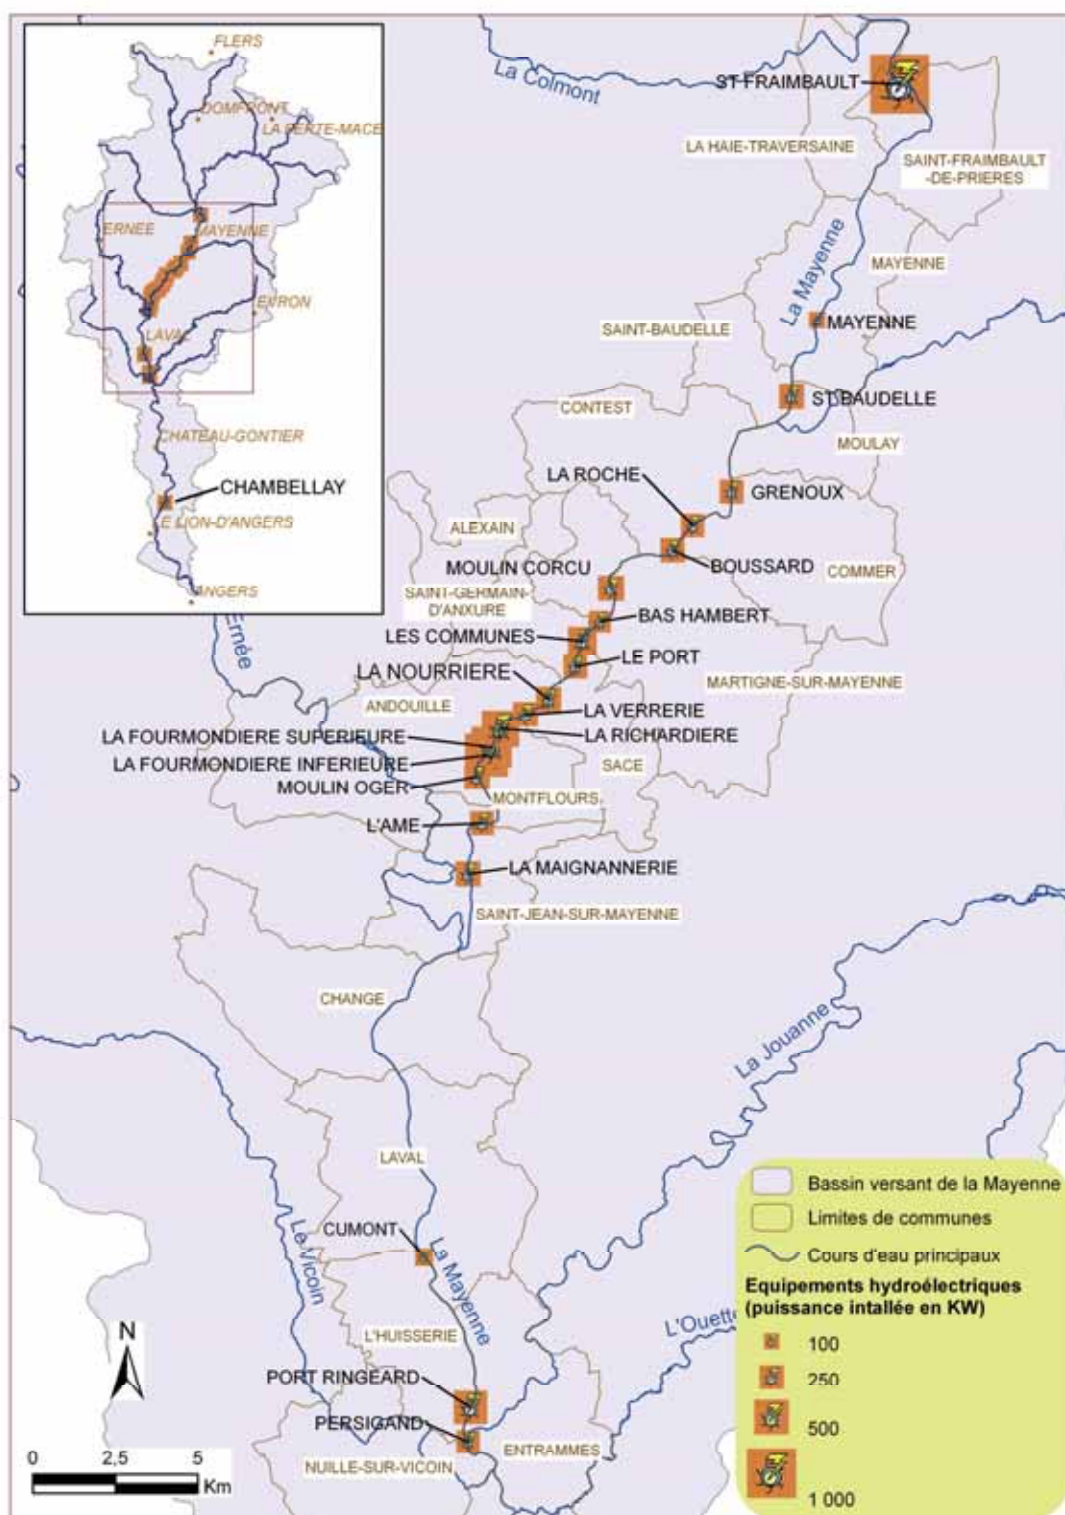 FLERS
DOMFRONT
LA FERTE-MACE
ERNEE
MAYENNE
EVRON
LAVAL
CHATEAU-GONTIER
CHAMBELLAY
E LION-D'ANGERS
ANGERS
La Colmont
ST FRAIMBAULT
LA HAIE-TRAVERSAINE
SAINT-FRAIMBAULT
-DE-PRIERES
La Mayenne
MAYENNE
SAINT-BAUDELLE
MAYENNE
CONTEST
ST BAUDELLE
MOULAY
LA ROCHE
GRENOUX
ALEXAIN
BOUSSARD
COMMER
MOULIN CORCU
SAINT-GERMAIN-
D'ANXURE
BAS HAMBERT
Ernée
LES COMMUNES
LE PORT
LA NOURRIERE
MARTIGNE-SUR-MAYENNE
ANDOUILLE
LA VERRERIE
LA FOURMONDIERE SUPERIEURE
LA RICHARDIERE
LA FOURMONDIERE INFERIEURE
SACE
MOULIN OGER
MONTFLOURS
L'AME
LA MAIGNANNERIE
SAINT-JEAN-SUR-MAYENNE
CHANGE
La Jouanne
LAVAL
Le Vicoin
CUMONT
La Mayenne
L'HUISSERIE
L'Ouette
PORT RINGEARD
PERSIGAND
ENTRAMMES
NUILLE-SUR-VICOIN
N
0 2,5 5
Km
Bassin versant de la Mayenne
Limites de communes
Cours d'eau principaux
Equipements hydroélectriques
(puissance intallée en KW)
100
250
500
1 000